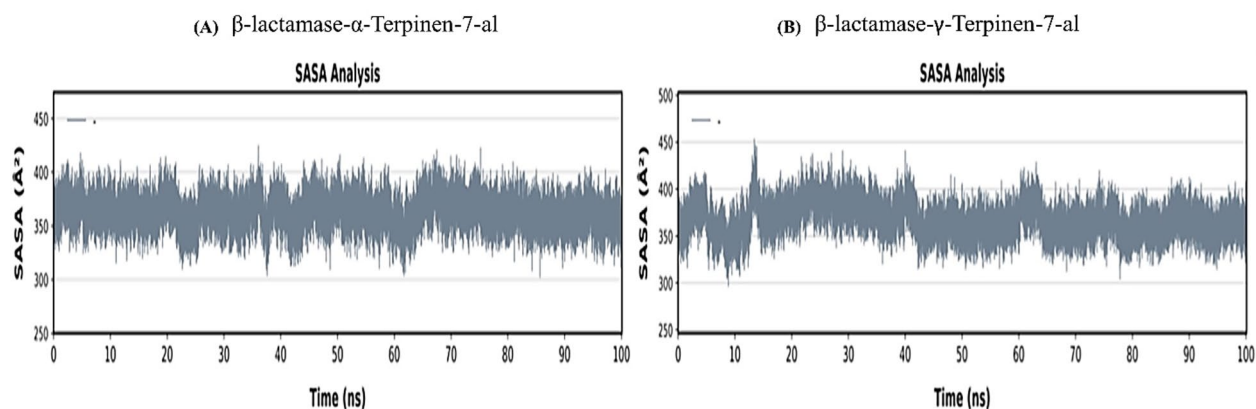 (A) β-lactamase-α-Terpinen-7-al
SASA Analysis
SASA (Å²)
450
400
350
300
250
0 10 20 30 40 50 60 70 80 90 100
Time (ns)
(B) β-lactamase-γ-Terpinen-7-al
SASA Analysis
SASA (Å²)
500
450
400
350
300
250
0 10 20 30 40 50 60 70 80 90 100
Time (ns)